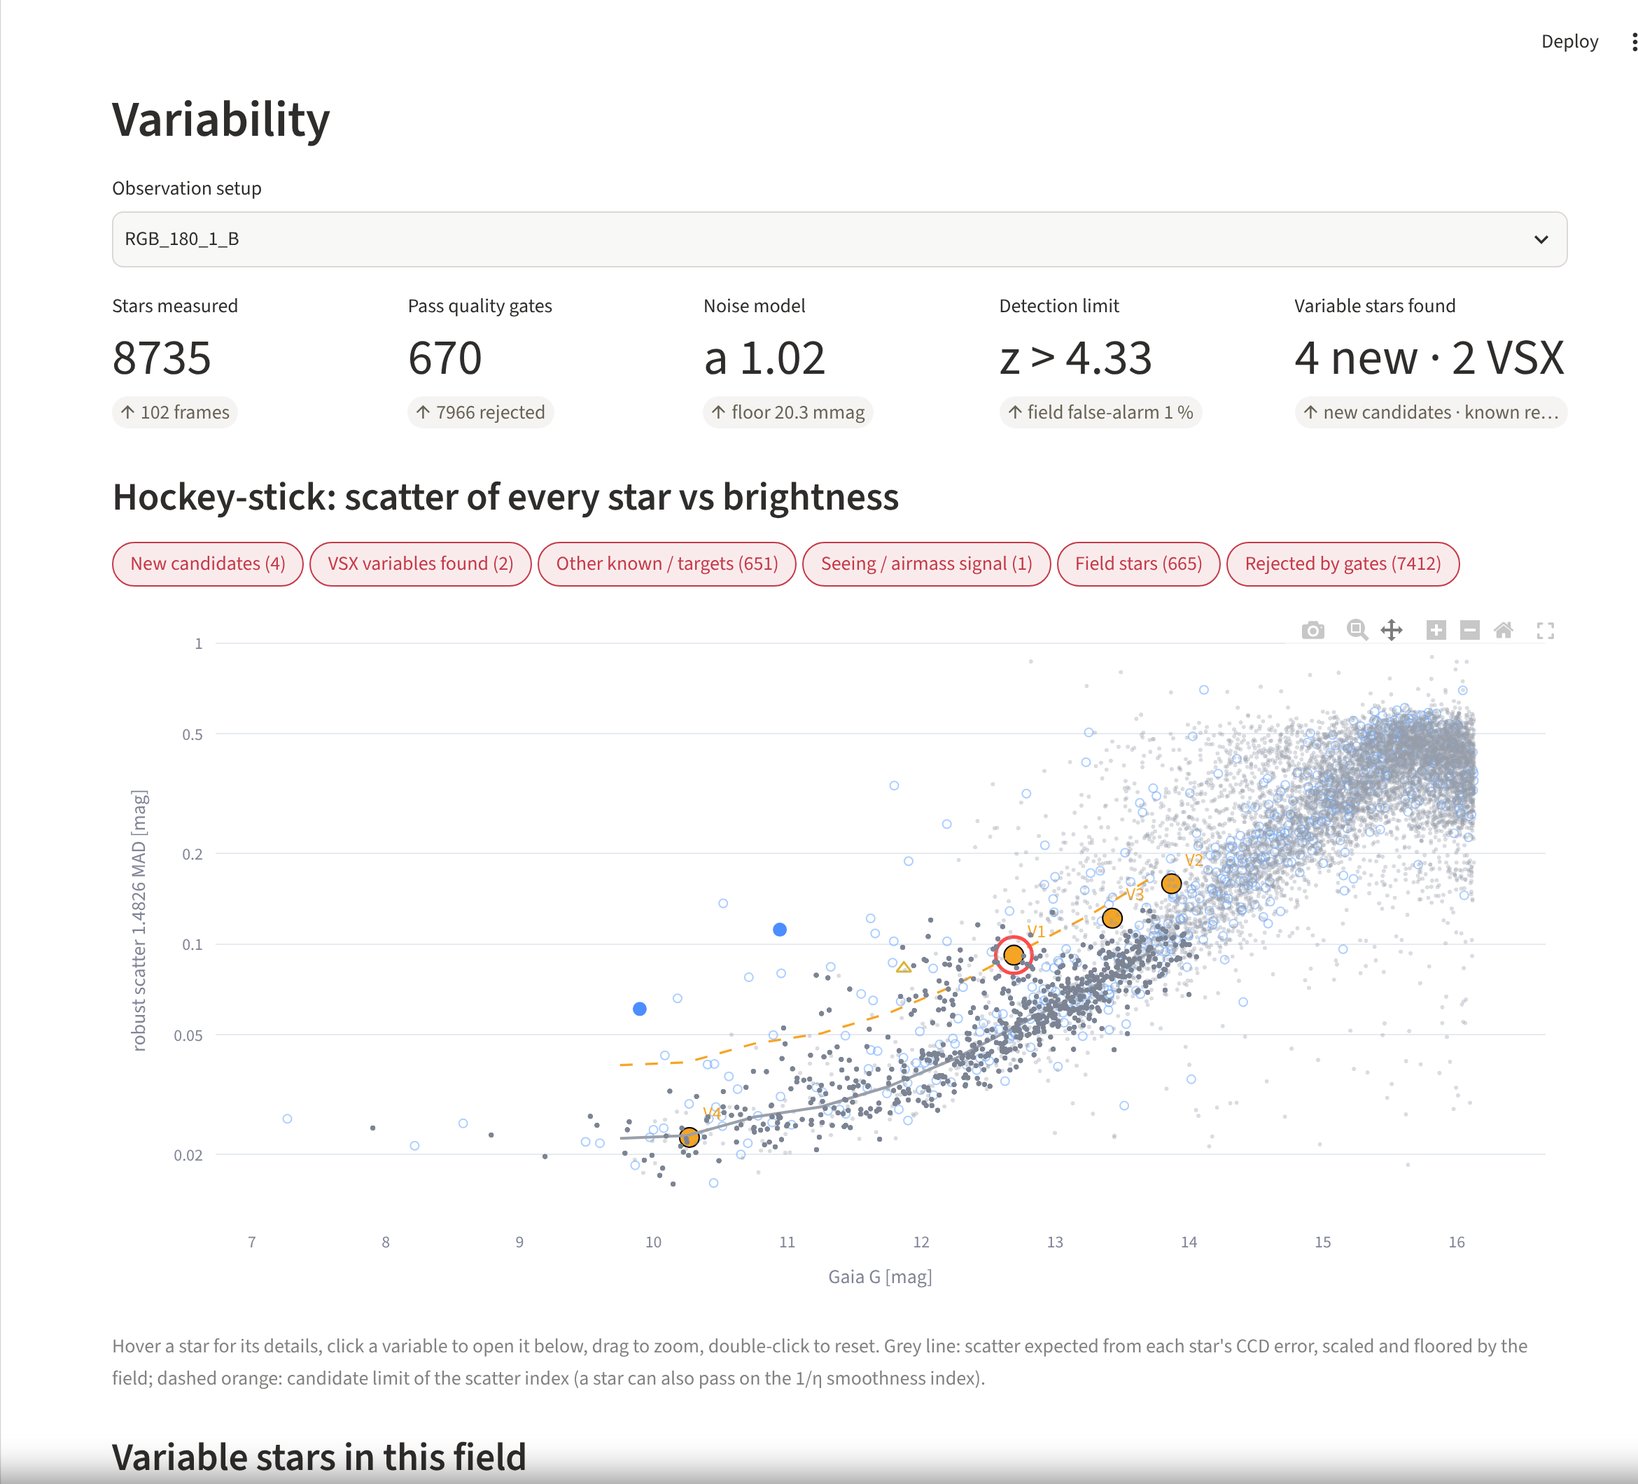 Deploy
Variability
Observation setup
RGB_180_1_B
Stars measured
8735
↑ 102 frames
Pass quality gates
670
↑ 7966 rejected
Noise model
a 1.02
↑ floor 20.3 mmag
Detection limit
z > 4.33
↑ field false-alarm 1 %
Variable stars found
4 new · 2 VSX
↑ new candidates · known re…
Hockey-stick: scatter of every star vs brightness
New candidates (4)
VSX variables found (2)
Other known / targets (651)
Seeing / airmass signal (1)
Field stars (665)
Rejected by gates (7412)
1
0.5
0.2
0.1
0.05
0.02
robust scatter 1.4826 MAD [mag]
V2
V3
V1
V4
7 8 9 10 11 12 13 14 15 16
Gaia G [mag]
Hover a star for its details, click a variable to open it below, drag to zoom, double-click to reset. Grey line: scatter expected from each star's CCD error, scaled and floored by the
field; dashed orange: candidate limit of the scatter index (a star can also pass on the 1/η smoothness index).
Variable stars in this field